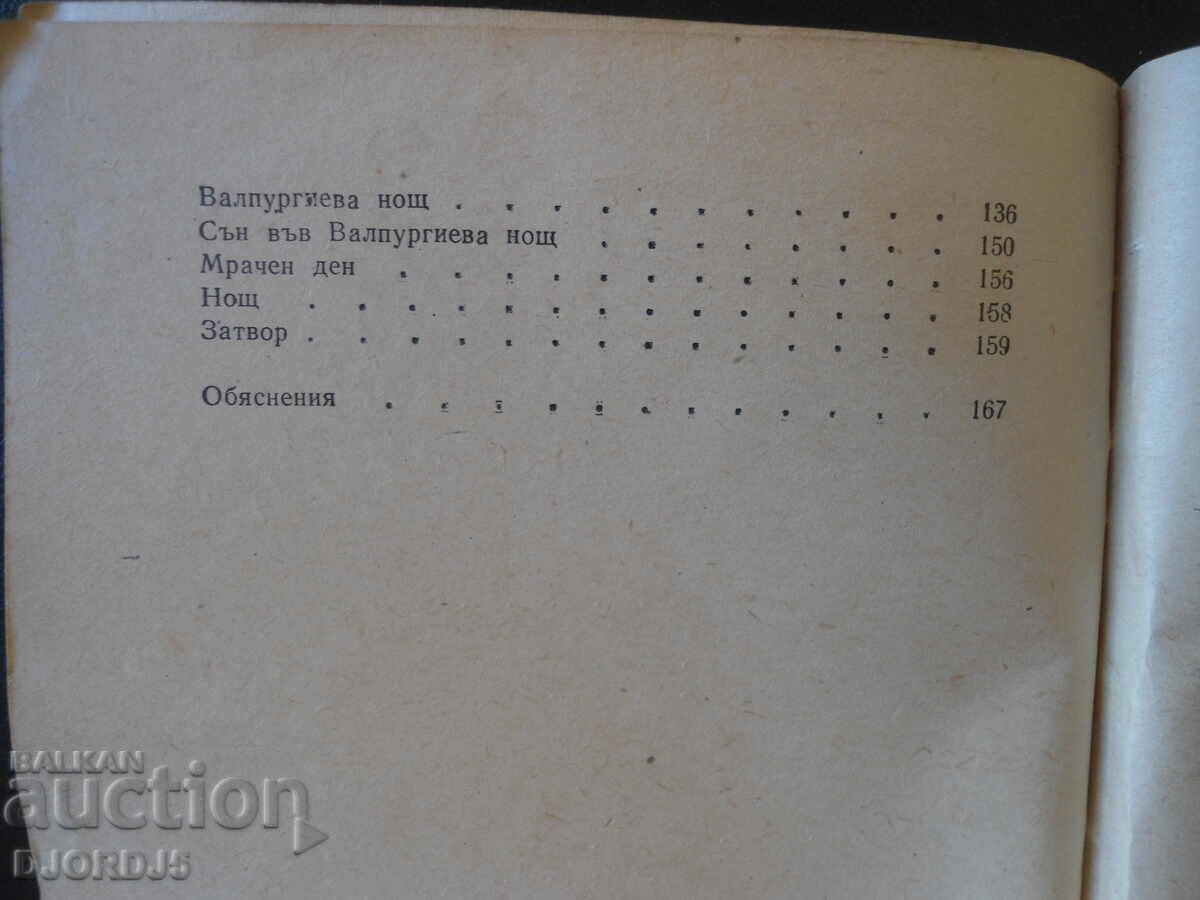 Валпургиева нощ . . . . . . . . . . . 136
Сън във Валпургиева нощ . . . . . . . . 150
Мрачен ден . . . . . . . . . . . . 156
Нощ . . . . . . . . . . . . . . 158
Затвор . . . . . . . . . . . . . . 159
Обяснения . . . . . . . . . . . . 167
BALKAN
auction
DJORDJ5